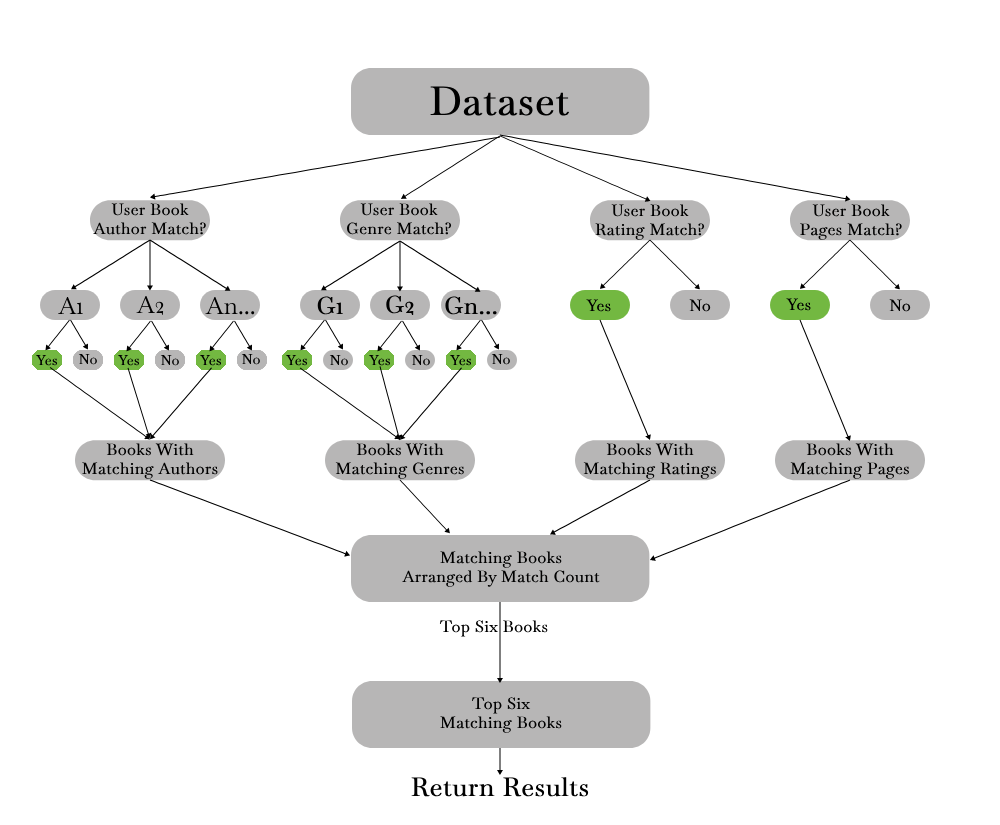 Dataset
User Book
Author Match?
User Book
Genre Match?
User Book
Rating Match?
User Book
Pages Match?
A1
A2
An...
G1
G2
Gn...
Yes
No
Yes
No
Yes
No
Yes
No
Yes
No
Yes
No
Yes
No
Yes
No
Books With
Matching Authors
Books With
Matching Genres
Books With
Matching Ratings
Books With
Matching Pages
Matching Books
Arranged By Match Count
Top Six Books
Top Six
Matching Books
Return Results